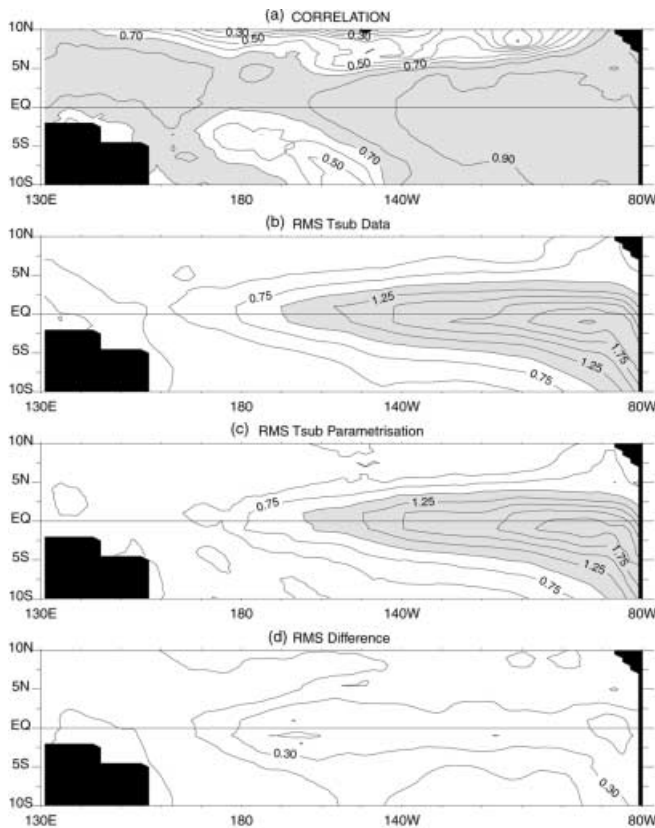 (a) CORRELATION
10N
0.70
0.30
0.30
0.50
5N
0.50
0.70
EQ
5S
0.50
0.70
0.90
10S
130E 180 140W 80W
(b) RMS Tsub Data
10N
5N
0.75
1.25
EQ
5S
1.75
1.25
0.75
10S
130E 180 140W 80W
(c) RMS Tsub Parametrisation
10N
5N
0.75
1.25
EQ
5S
1.75
1.25
0.75
10S
130E 180 140W 80W
(d) RMS Difference
10N
5N
EQ
0.30
5S
0.30
10S
130E 180 140W 80W